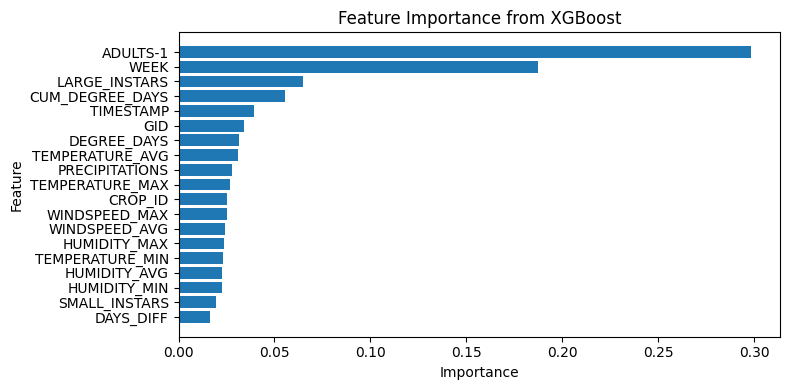 Feature Importance from XGBoost
Feature
ADULTS-1
WEEK
LARGE_INSTARS
CUM_DEGREE_DAYS
TIMESTAMP
GID
DEGREE_DAYS
TEMPERATURE_AVG
PRECIPITATIONS
TEMPERATURE_MAX
CROP_ID
WINDSPEED_MAX
WINDSPEED_AVG
HUMIDITY_MAX
TEMPERATURE_MIN
HUMIDITY_AVG
HUMIDITY_MIN
SMALL_INSTARS
DAYS_DIFF
0.00 0.05 0.10 0.15 0.20 0.25 0.30
Importance